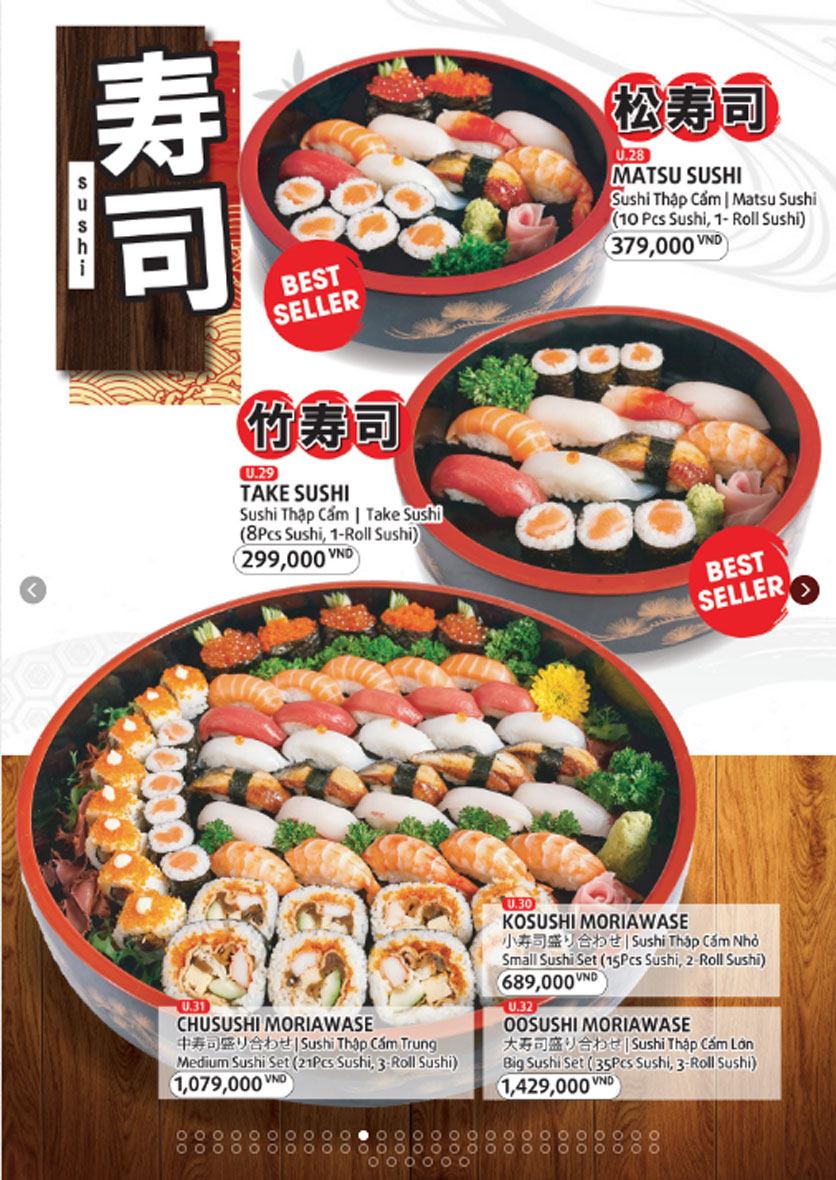 寿司
sushi
松寿司
U.28
MATSU SUSHI
Sushi Thập Cẩm | Matsu Sushi
(10 Pcs Sushi, 1- Roll Sushi)
379,000 VND
BEST
SELLER
竹寿司
U.29
TAKE SUSHI
Sushi Thập Cẩm | Take Sushi
(8Pcs Sushi, 1-Roll Sushi)
299,000 VND
BEST
SELLER
U.30
KOSUSHI MORIAWASE
小寿司盛り合わせ | Sushi Thập Cẩm Nhỏ
Small Sushi Set (15Pcs Sushi, 2-Roll Sushi)
689,000 VND
U.31
CHUSUSHI MORIAWASE
中寿司盛り合わせ | Sushi Thập Cẩm Trung
Medium Sushi Set (21Pcs Sushi, 3-Roll Sushi)
1,079,000 VND
U.32
OOSUSHI MORIAWASE
大寿司盛り合わせ | Sushi Thập Cẩm Lớn
Big Sushi Set ( 35Pcs Sushi, 3-Roll Sushi)
1,429,000 VND